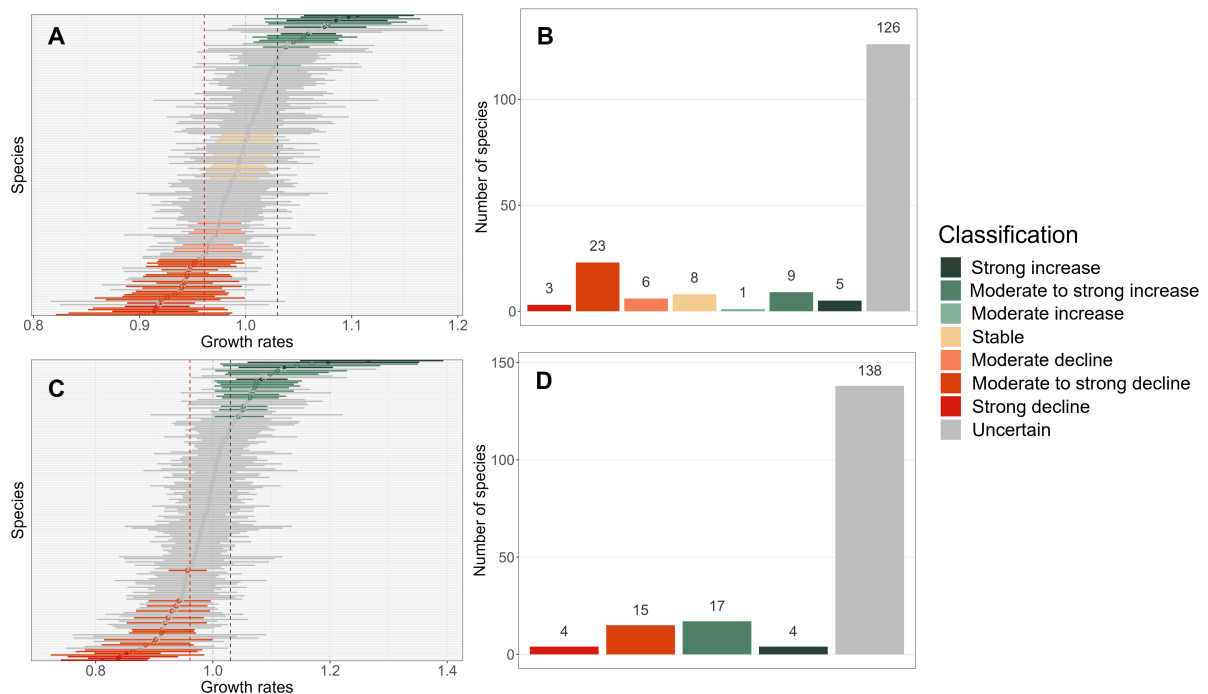 A
Species
0.8 0.9 1.0 1.1 1.2
Growth rates
B
Number of species
100
50
0
3 23 6 8 1 9 5 126
C
Species
0.8 1.0 1.2 1.4
Growth rates
D
Number of species
150
100
50
0
4 15 17 4 138
Classification
Strong increase
Moderate to strong increase
Moderate increase
Stable
Moderate decline
Moderate to strong decline
Strong decline
Uncertain